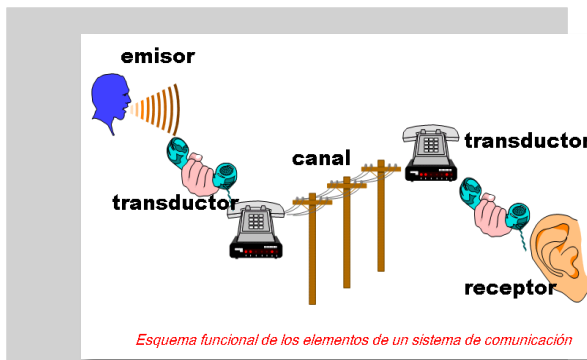 emisor
transductor
canal
transductor
receptor
Esquema funcional de los elementos de un sistema de comunicación